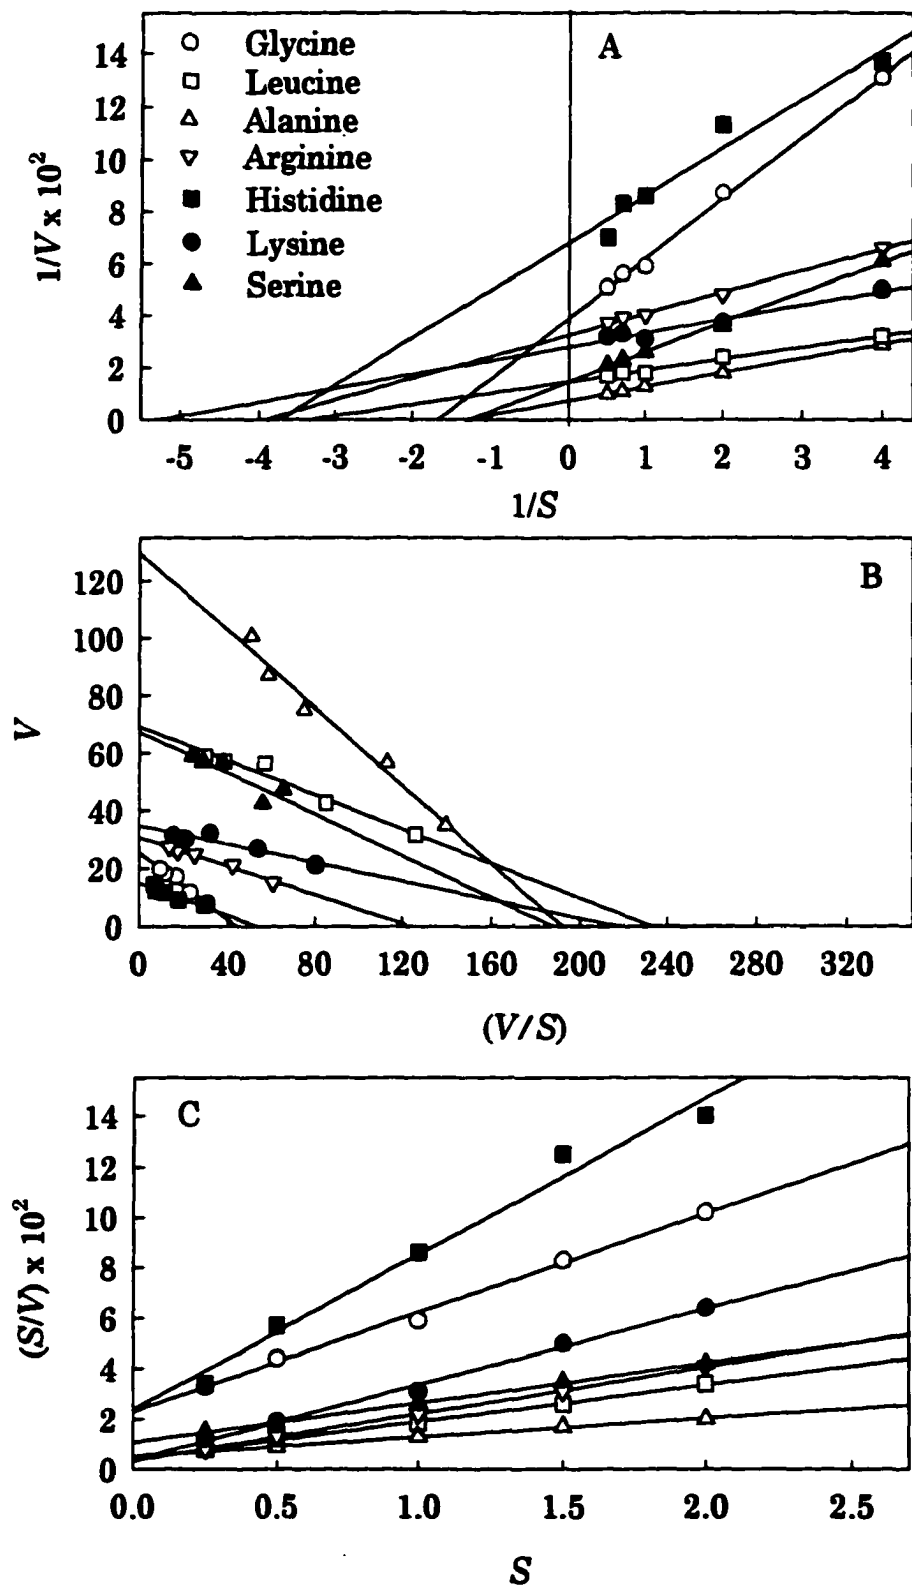 A
Glycine
Leucine
Alanine
Arginine
Histidine
Lysine
Serine
14
12
10
8
6
4
2
0
1/V x 10²
-5 -4 -3 -2 -1 0 1 2 3 4
1/S
B
120
100
80
60
40
20
0
V
0 40 80 120 160 200 240 280 320
(V/S)
C
14
12
10
8
6
4
2
0
(S/V) x 10²
0.0 0.5 1.0 1.5 2.0 2.5
S